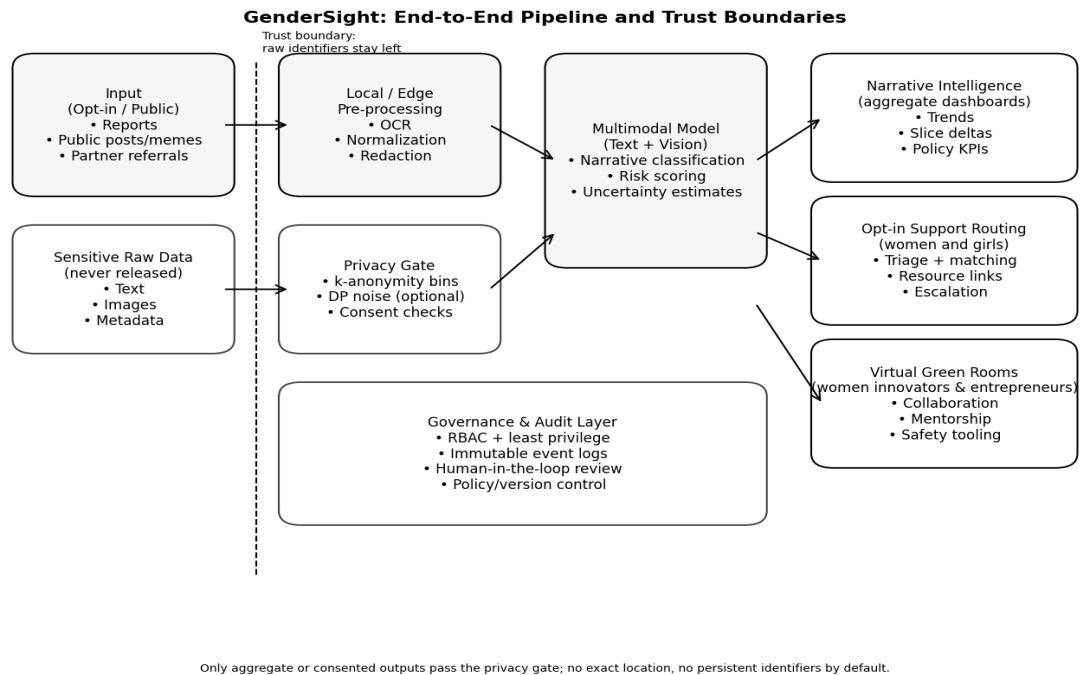 GenderSight: End-to-End Pipeline and Trust Boundaries
Trust boundary:
raw identifiers stay left
Input
(Opt-in / Public)
• Reports
• Public posts/memes
• Partner referrals
Local / Edge
Pre-processing
• OCR
• Normalization
• Redaction
Multimodal Model
(Text + Vision)
• Narrative classification
• Risk scoring
• Uncertainty estimates
Narrative Intelligence
(aggregate dashboards)
• Trends
• Slice deltas
• Policy KPIs
Sensitive Raw Data
(never released)
• Text
• Images
• Metadata
Privacy Gate
• k-anonymity bins
• DP noise (optional)
• Consent checks
Opt-in Support Routing
(women and girls)
• Triage + matching
• Resource links
• Escalation
Virtual Green Rooms
(women innovators & entrepreneurs)
• Collaboration
• Mentorship
• Safety tooling
Governance & Audit Layer
• RBAC + least privilege
• Immutable event logs
• Human-in-the-loop review
• Policy/version control
Only aggregate or consented outputs pass the privacy gate; no exact location, no persistent identifiers by default.